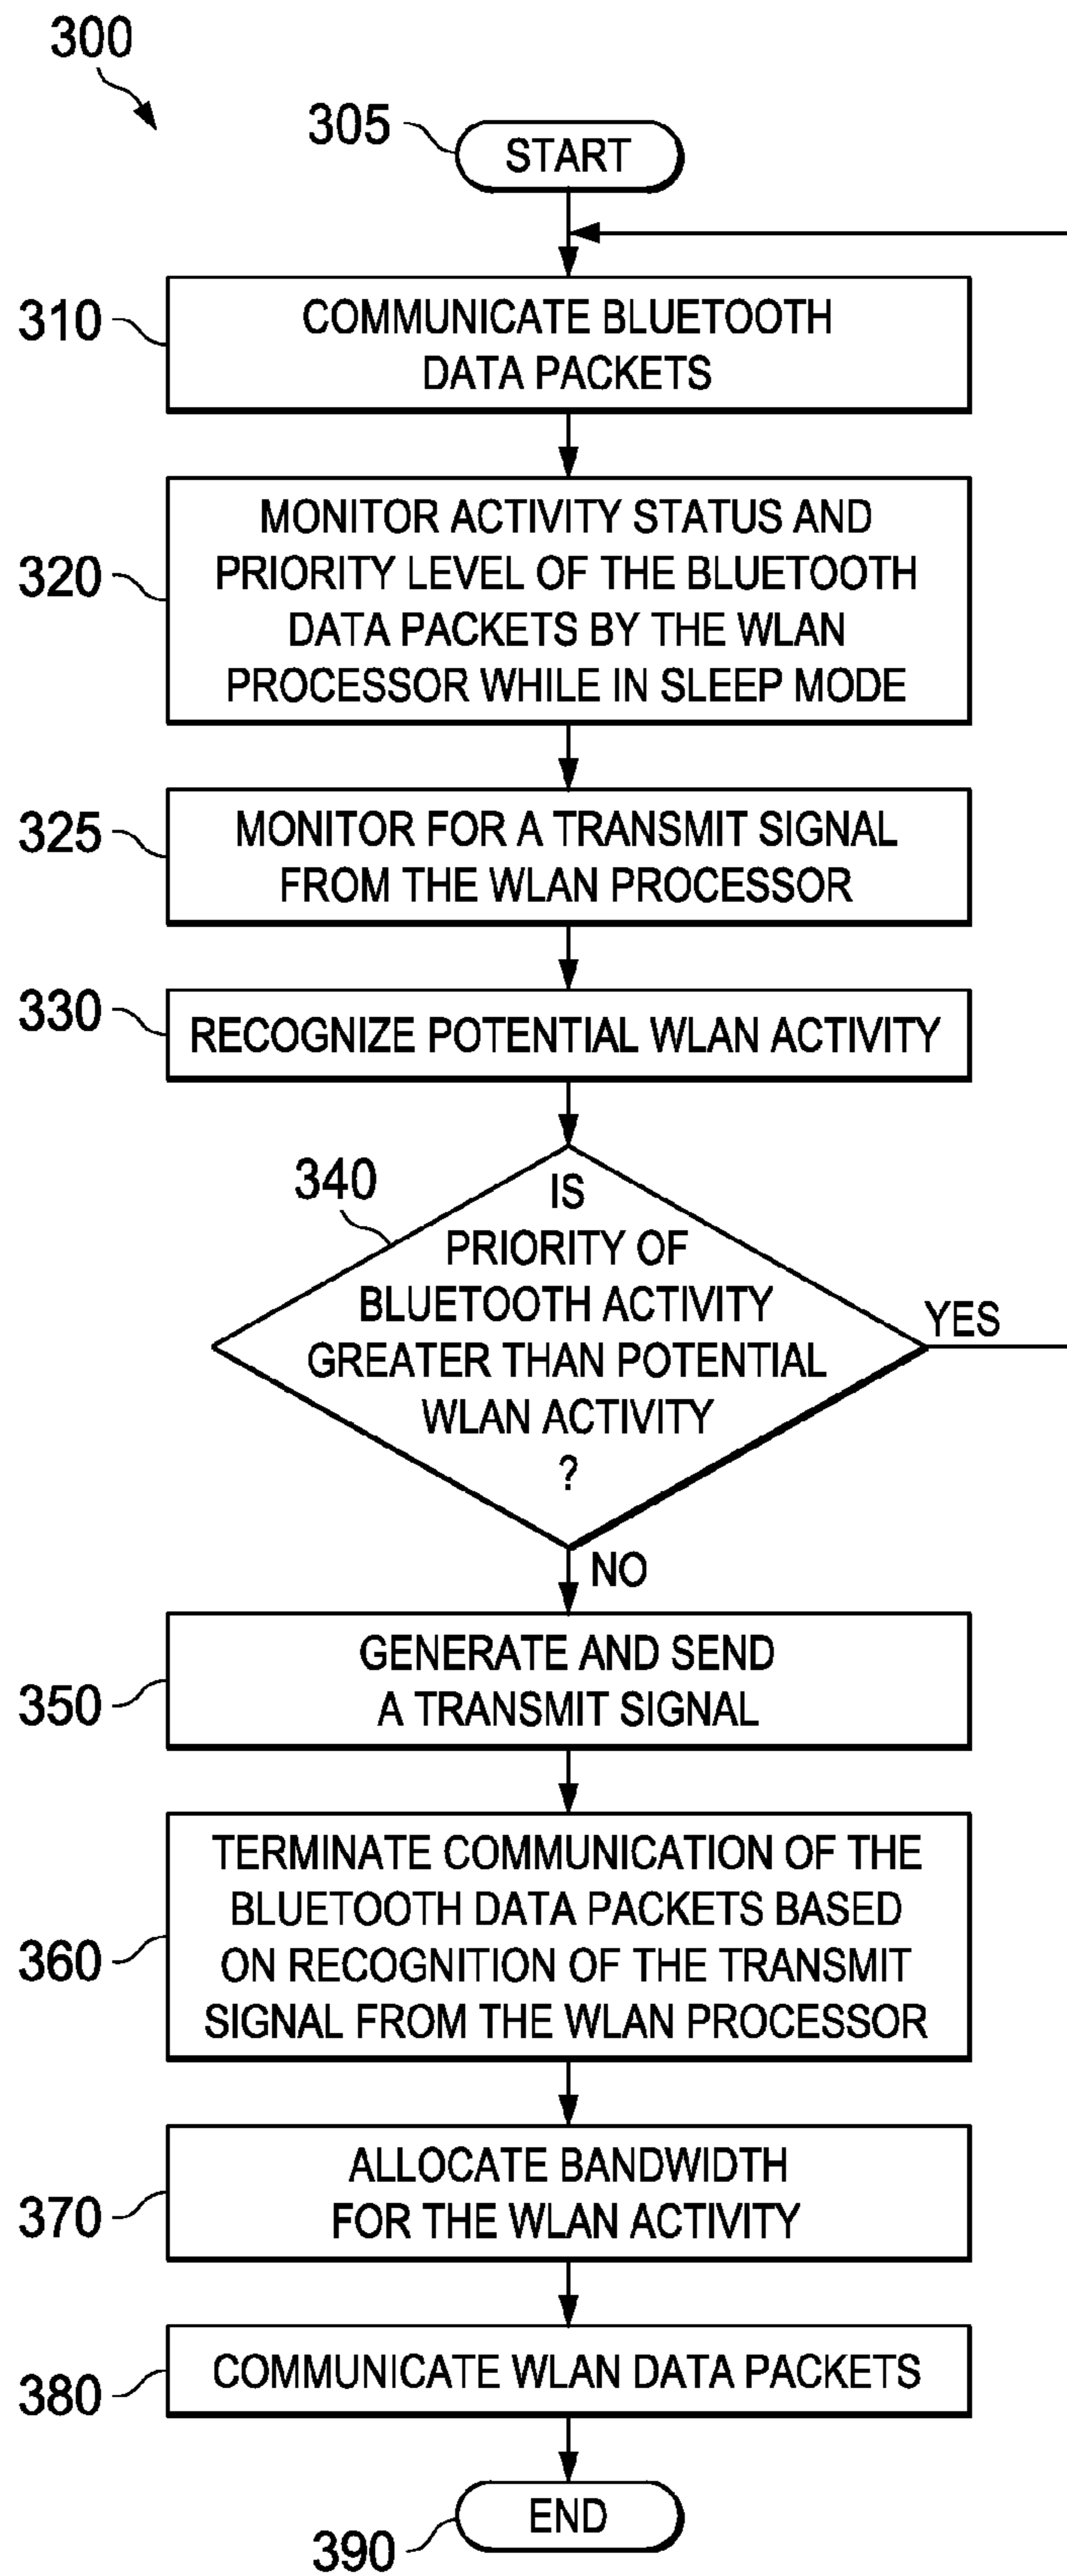 300
305
START
310
COMMUNICATE BLUETOOTH
DATA PACKETS
320
MONITOR ACTIVITY STATUS AND
PRIORITY LEVEL OF THE BLUETOOTH
DATA PACKETS BY THE WLAN
PROCESSOR WHILE IN SLEEP MODE
325
MONITOR FOR A TRANSMIT SIGNAL
FROM THE WLAN PROCESSOR
330
RECOGNIZE POTENTIAL WLAN ACTIVITY
340
IS
PRIORITY OF
BLUETOOTH ACTIVITY
GREATER THAN POTENTIAL
WLAN ACTIVITY
?
YES
NO
350
GENERATE AND SEND
A TRANSMIT SIGNAL
360
TERMINATE COMMUNICATION OF THE
BLUETOOTH DATA PACKETS BASED
ON RECOGNITION OF THE TRANSMIT
SIGNAL FROM THE WLAN PROCESSOR
370
ALLOCATE BANDWIDTH
FOR THE WLAN ACTIVITY
380
COMMUNICATE WLAN DATA PACKETS
390
END